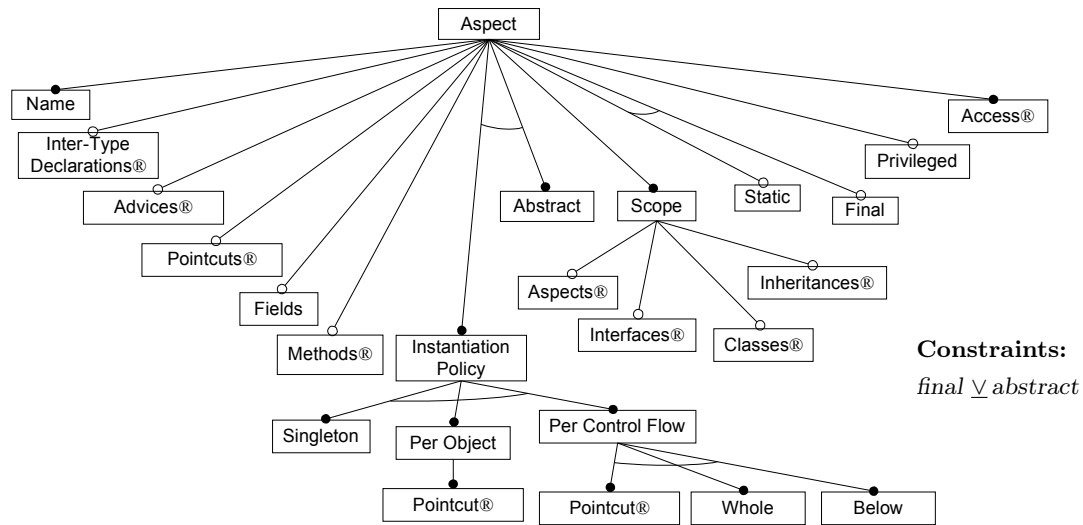 Aspect
Name
Access®
Inter-Type
Declarations®
Privileged
Advices®
Abstract
Scope
Static
Final
Pointcuts®
Aspects®
Inheritances®
Fields
Interfaces®
Classes®
Methods®
Instantiation
Policy
Constraints:
final ⊻ abstract
Singleton
Per Object
Per Control Flow
Pointcut®
Pointcut®
Whole
Below